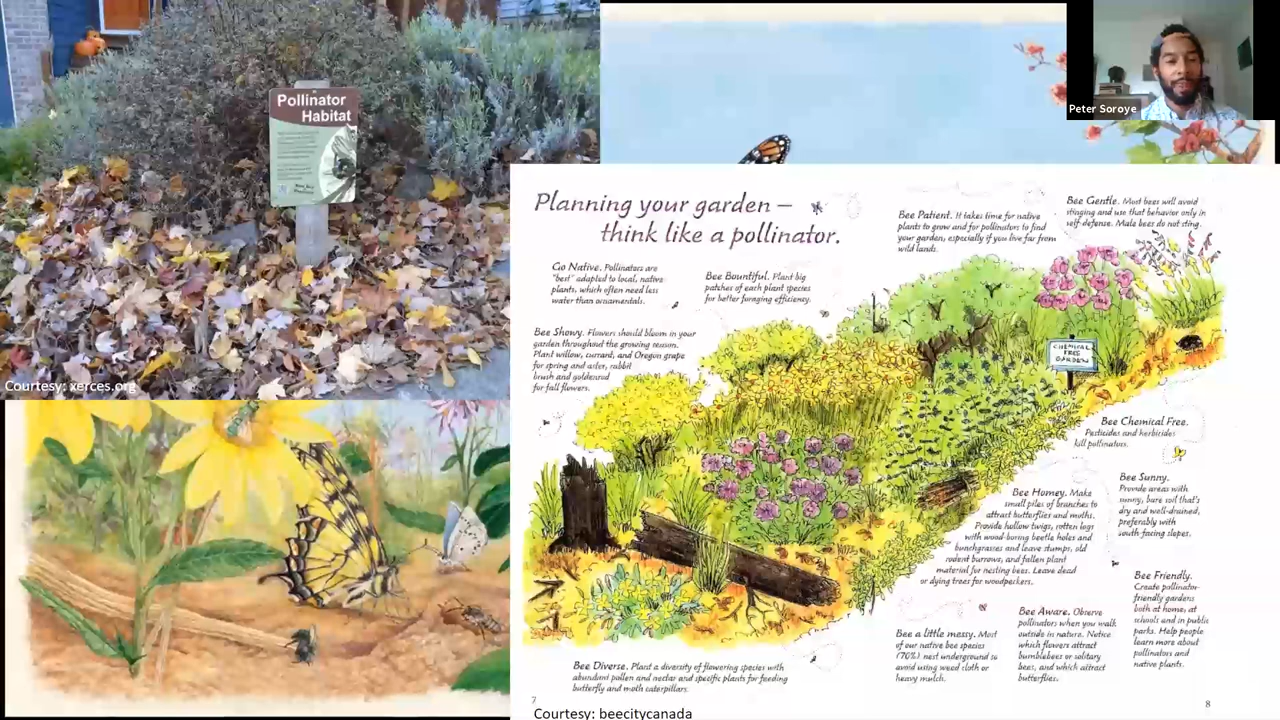 Pollinator
Habitat
Courtesy: xerces.org
Peter Soroye
Planning your garden –
think like a pollinator.
Go Native. Pollinators are
"best" adapted to local, native
plants, which often need less
water than ornamentals.
Bee Bountiful. Plant big
patches of each plant species
for better foraging efficiency.
Bee Patient. It takes time for native
plants to grow and for pollinators to find
your garden, especially if you live far from
wild lands.
Bee Gentle. Most bees will avoid
stinging and use that behavior only in
self-defense. Male bees do not sting.
Bee Showy. Flowers should bloom in your
garden throughout the growing season.
Plant willow, currant, and Oregon grape
for spring and aster, rabbit
brush and goldenrod
for fall flowers.
CHEMICAL
FREE
GARDEN
Bee Chemical Free.
Pesticides and herbicides
kill pollinators.
Bee Sunny.
Provide areas with
sunny, bare soil that's
dry and well-drained,
preferably with
south-facing slopes.
Bee Homey. Make
small piles of branches to
attract butterflies and moths.
Provide hollow twigs, rotten logs
with wood-boring beetle holes and
bunchgrasses and leave stumps, old
rodent burrows, and fallen plant
material for nesting bees. Leave dead
or dying trees for woodpeckers.
Bee Friendly.
Create pollinator-
friendly gardens
both at home, at
schools and in public
parks. Help people
learn more about
pollinators and
native plants.
Bee a little messy. Most
of our native bee species
(70%) nest underground so
avoid using weed cloth or
heavy mulch.
Bee Aware. Observe
pollinators when you walk
outside in nature. Notice
which flowers attract
bumblebees or solitary
bees, and which attract
butterflies.
Bee Diverse. Plant a diversity of flowering species with
abundant pollen and nectar and specific plants for feeding
butterfly and moth caterpillars.
7
8
Courtesy: beecitycanada